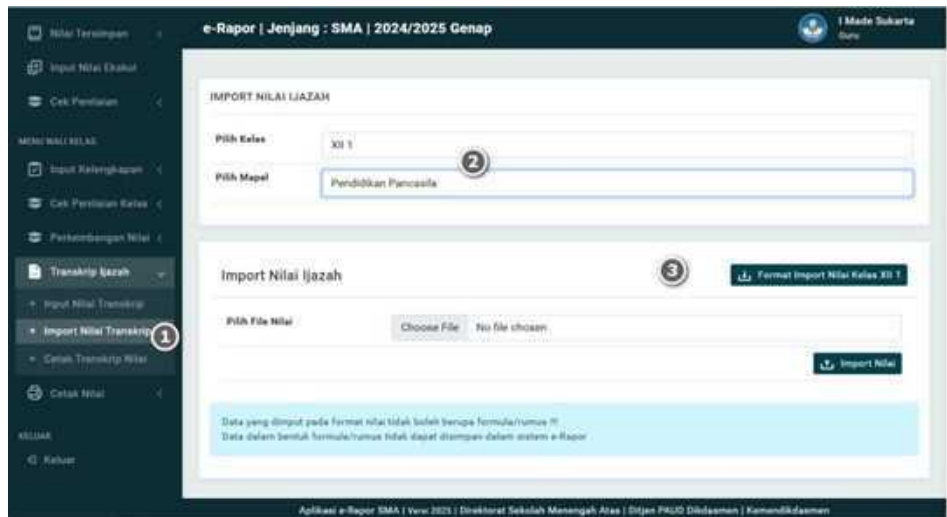 e-Rapor | Jenjang : SMA | 2024/2025 Genap
I Made Sukarta
Guru
Nilai Tersimpan
Input Nilai Ekskul
Cek Penilaian
MENU WALI KELAS
Input Kelengkapan
Cek Penilaian Kelas
Perkembangan Nilai
Transkrip Ijazah
Input Nilai Transkrip
Import Nilai Transkrip
1
Cetak Transkrip Nilai
Cetak Nilai
KELUAR
Keluar
IMPORT NILAI IJAZAH
Pilih Kelas
XII 1
2
Pilih Mapel
Pendidikan Pancasila
Import Nilai Ijazah
3
Format Import Nilai Kelas XII 1
Pilih File Nilai
Choose File No file chosen
Import Nilai
Data yang diinput pada format nilai tidak boleh berupa formula/rumus !!!
Data dalam bentuk formula/rumus tidak dapat disimpan dalam sistem e-Rapor
Aplikasi e-Rapor SMA | Versi 2025 | Direktorat Sekolah Menengah Atas | Ditjen PAUD Dikdasmen | Kemendikdasmen